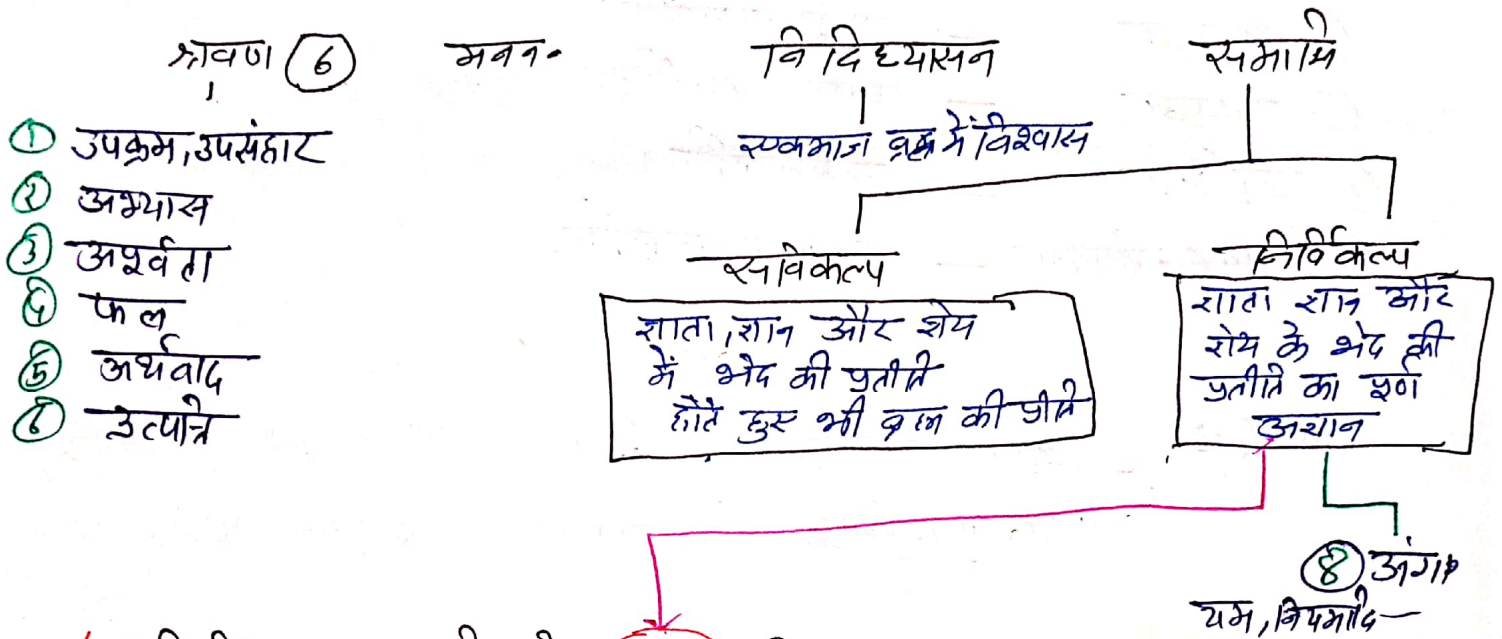 श्रवण ⑥ मनन. निदिध्यासन समाधि
① उपक्रम, उपसंहार
② अभ्यास
③ अपूर्वता
④ फल
⑤ अर्थवाद
⑥ उत्पत्ति
एकमात्र ब्रह्म में विश्वास
सविकल्प
ज्ञाता, ज्ञान और ज्ञेय
में भेद की प्रतीति
होते हुए भी ब्रह्म की प्रीति
निर्विकल्प
ज्ञाता ज्ञान और
ज्ञेय के भेद की
प्रतीति का पूर्ण
अज्ञान
⑧ अंग
यम, नियमादि—